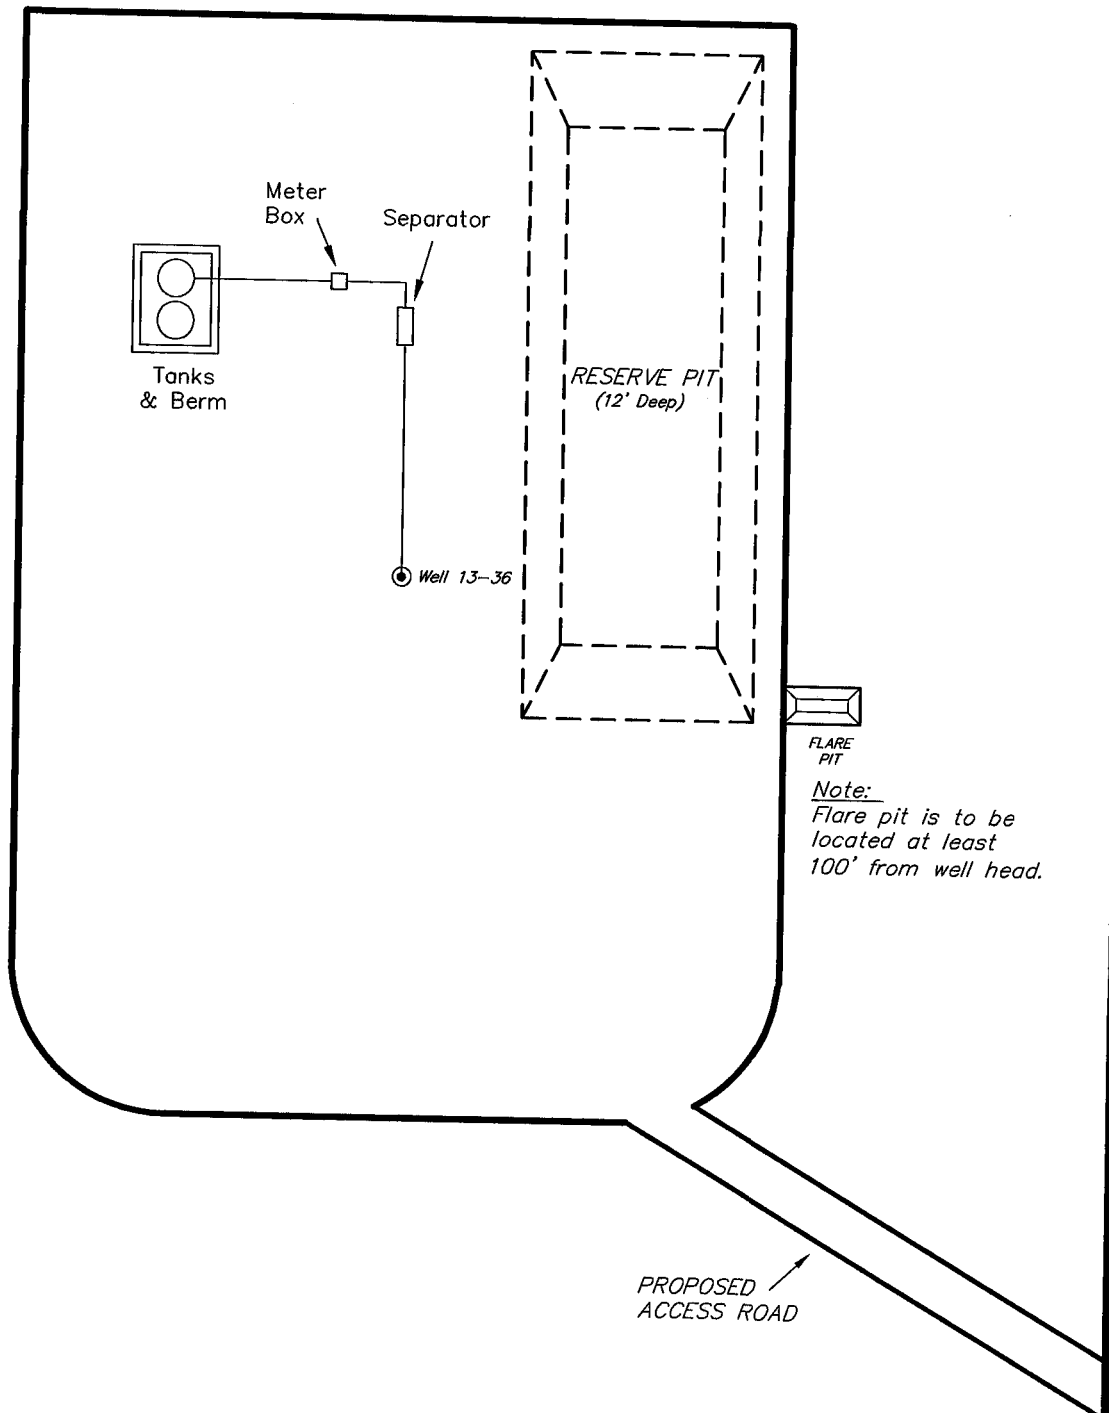 Meter
Box
Separator
Tanks
& Berm
RESERVE PIT
(12' Deep)
Well 13-36
FLARE
PIT
Note:
Flare pit is to be
located at least
100' from well head.
PROPOSED
ACCESS ROAD